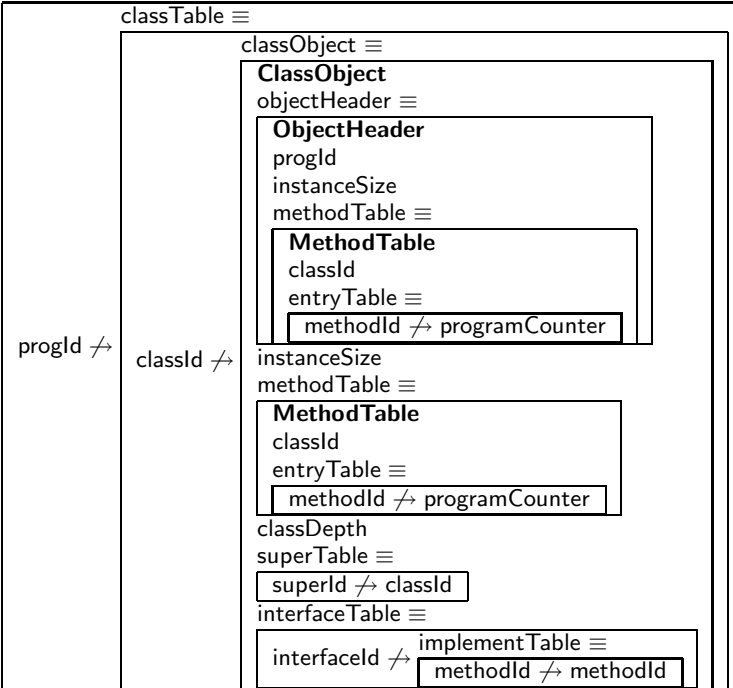 classTable ≡
classObject ≡
ClassObject
objectHeader ≡
ObjectHeader
progId
instanceSize
methodTable ≡
MethodTable
classId
entryTable ≡
methodId ↛ programCounter
progId ↛
classId ↛
instanceSize
methodTable ≡
MethodTable
classId
entryTable ≡
methodId ↛ programCounter
classDepth
superTable ≡
superId ↛ classId
interfaceTable ≡
interfaceId ↛
implementTable ≡
methodId ↛ methodId